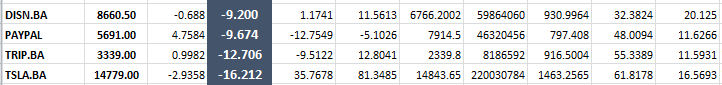 DISN.BA 8660.50 -0.688 -9.200 1.1741 11.5613 6766.2002 59864060 930.9964 32.3824 20.125
PAYPAL 5691.00 4.7584 -9.674 -12.7549 -5.1026 7914.5 46320456 797.408 48.0094 11.6266
TRIP.BA 3339.00 0.9982 -12.706 -9.5122 12.8041 2339.8 8186592 916.5004 55.3389 11.5931
TSLA.BA 14779.00 -2.9358 -16.212 35.7678 81.3485 14843.65 220030784 1463.2565 61.8178 16.5693